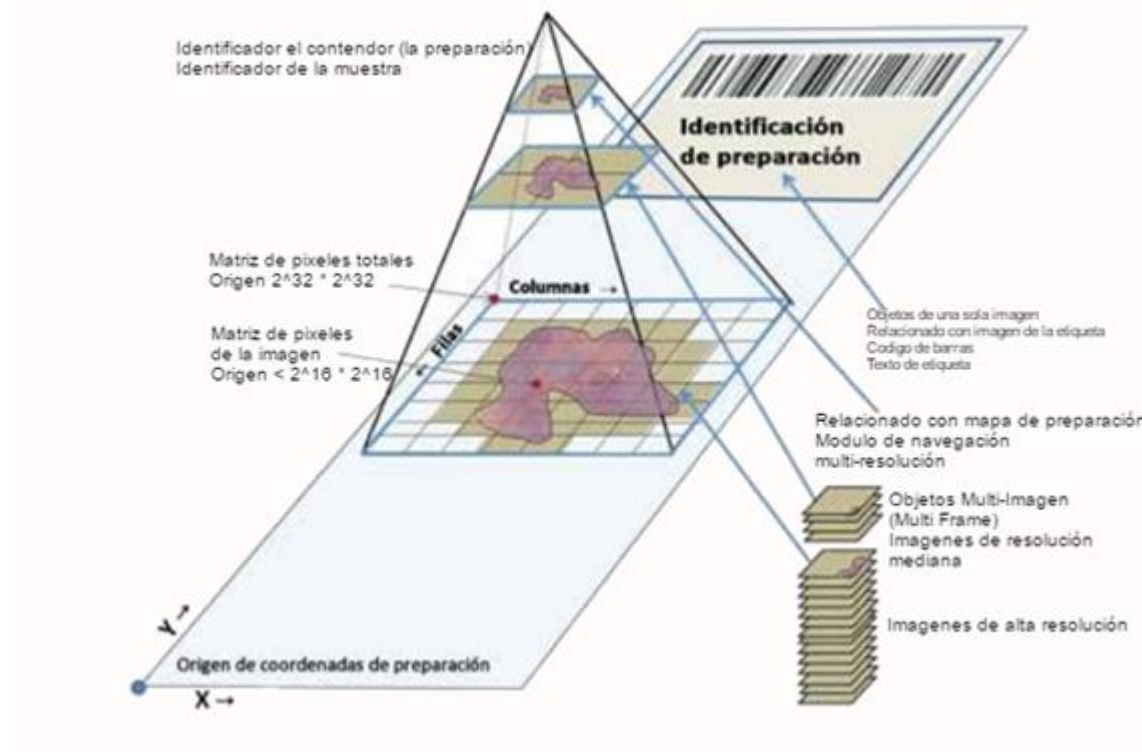 Identificador el contendor (la preparación)
Identificador de la muestra
Identificación
de preparación
Matriz de pixeles totales
Origen 2^32 * 2^32
Columnas →
Filas →
Matriz de pixeles
de la imagen
Origen < 2^16 * 2^16
Objetos de una sola imagen
Relacionado con imagen de la etiqueta
Codigo de barras
Texto de etiqueta
Relacionado con mapa de preparación
Modulo de navegación
multi-resolución
Objetos Multi-Imagen
(Multi Frame)
Imagenes de resolución
mediana
Imagenes de alta resolución
Y →
Origen de coordenadas de preparación
X →